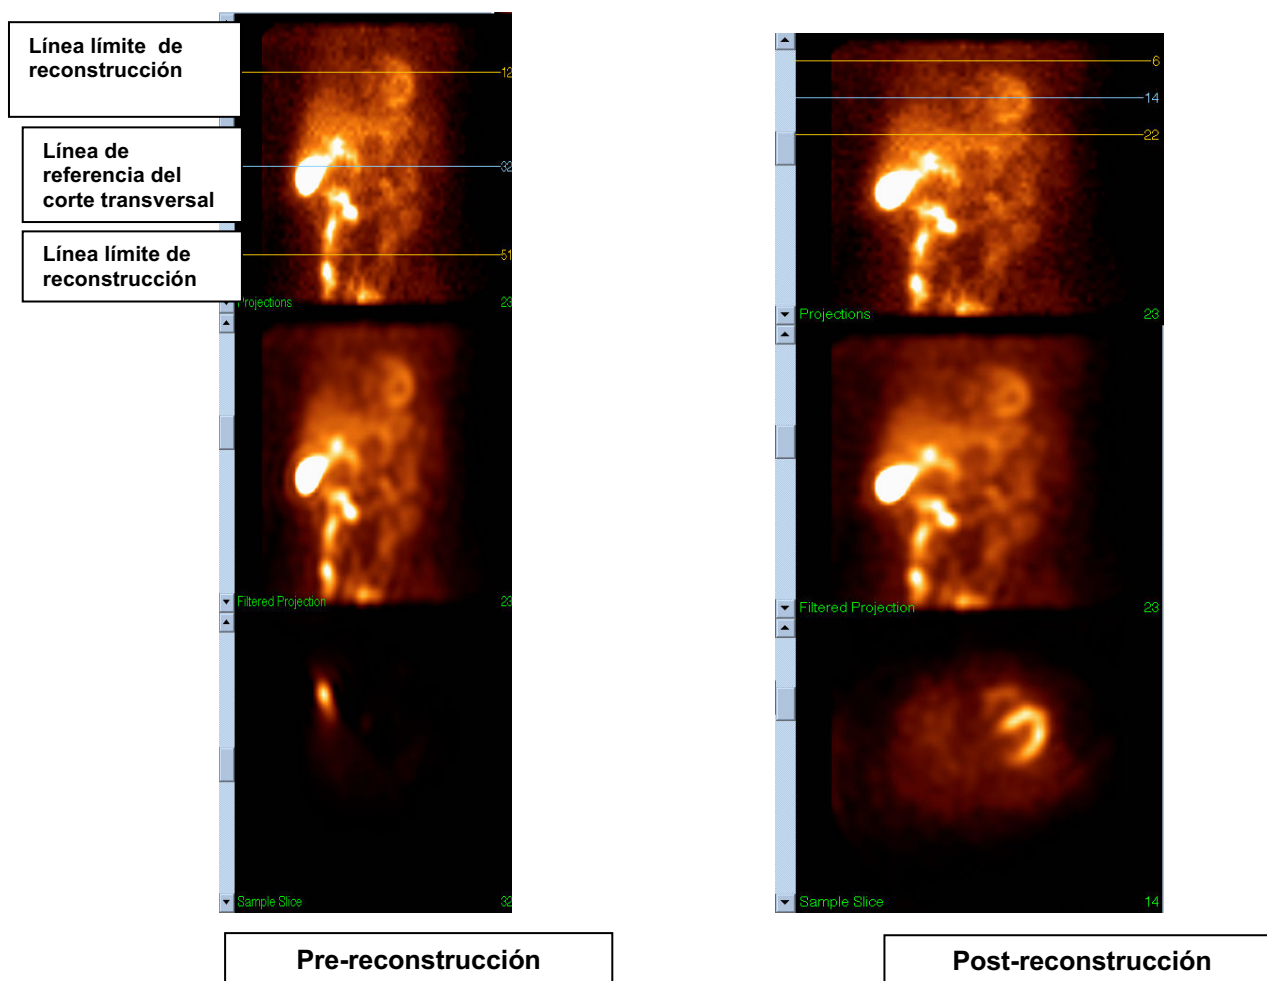 Línea límite de
reconstrucción
Línea de
referencia del
corte transversal
Línea límite de
reconstrucción
12
32
51
Projections 23
Filtered Projection 23
Sample Slice 32
Pre-reconstrucción
6
14
22
Projections 23
Filtered Projection 23
Sample Slice 14
Post-reconstrucción